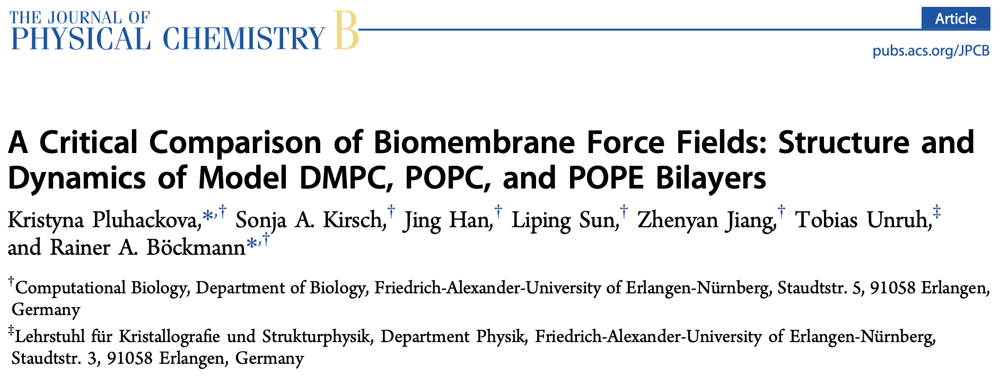 THE JOURNAL OF
PHYSICAL CHEMISTRY B
Article
pubs.acs.org/JPCB
A Critical Comparison of Biomembrane Force Fields: Structure and
Dynamics of Model DMPC, POPC, and POPE Bilayers
Kristyna Pluhackova,*,† Sonja A. Kirsch,† Jing Han,† Liping Sun,† Zhenyan Jiang,† Tobias Unruh,‡
and Rainer A. Böckmann*,†
†Computational Biology, Department of Biology, Friedrich-Alexander-University of Erlangen-Nürnberg, Staudtstr. 5, 91058 Erlangen,
Germany
‡Lehrstuhl für Kristallografie und Strukturphysik, Department Physik, Friedrich-Alexander-University of Erlangen-Nürnberg,
Staudtstr. 3, 91058 Erlangen, Germany